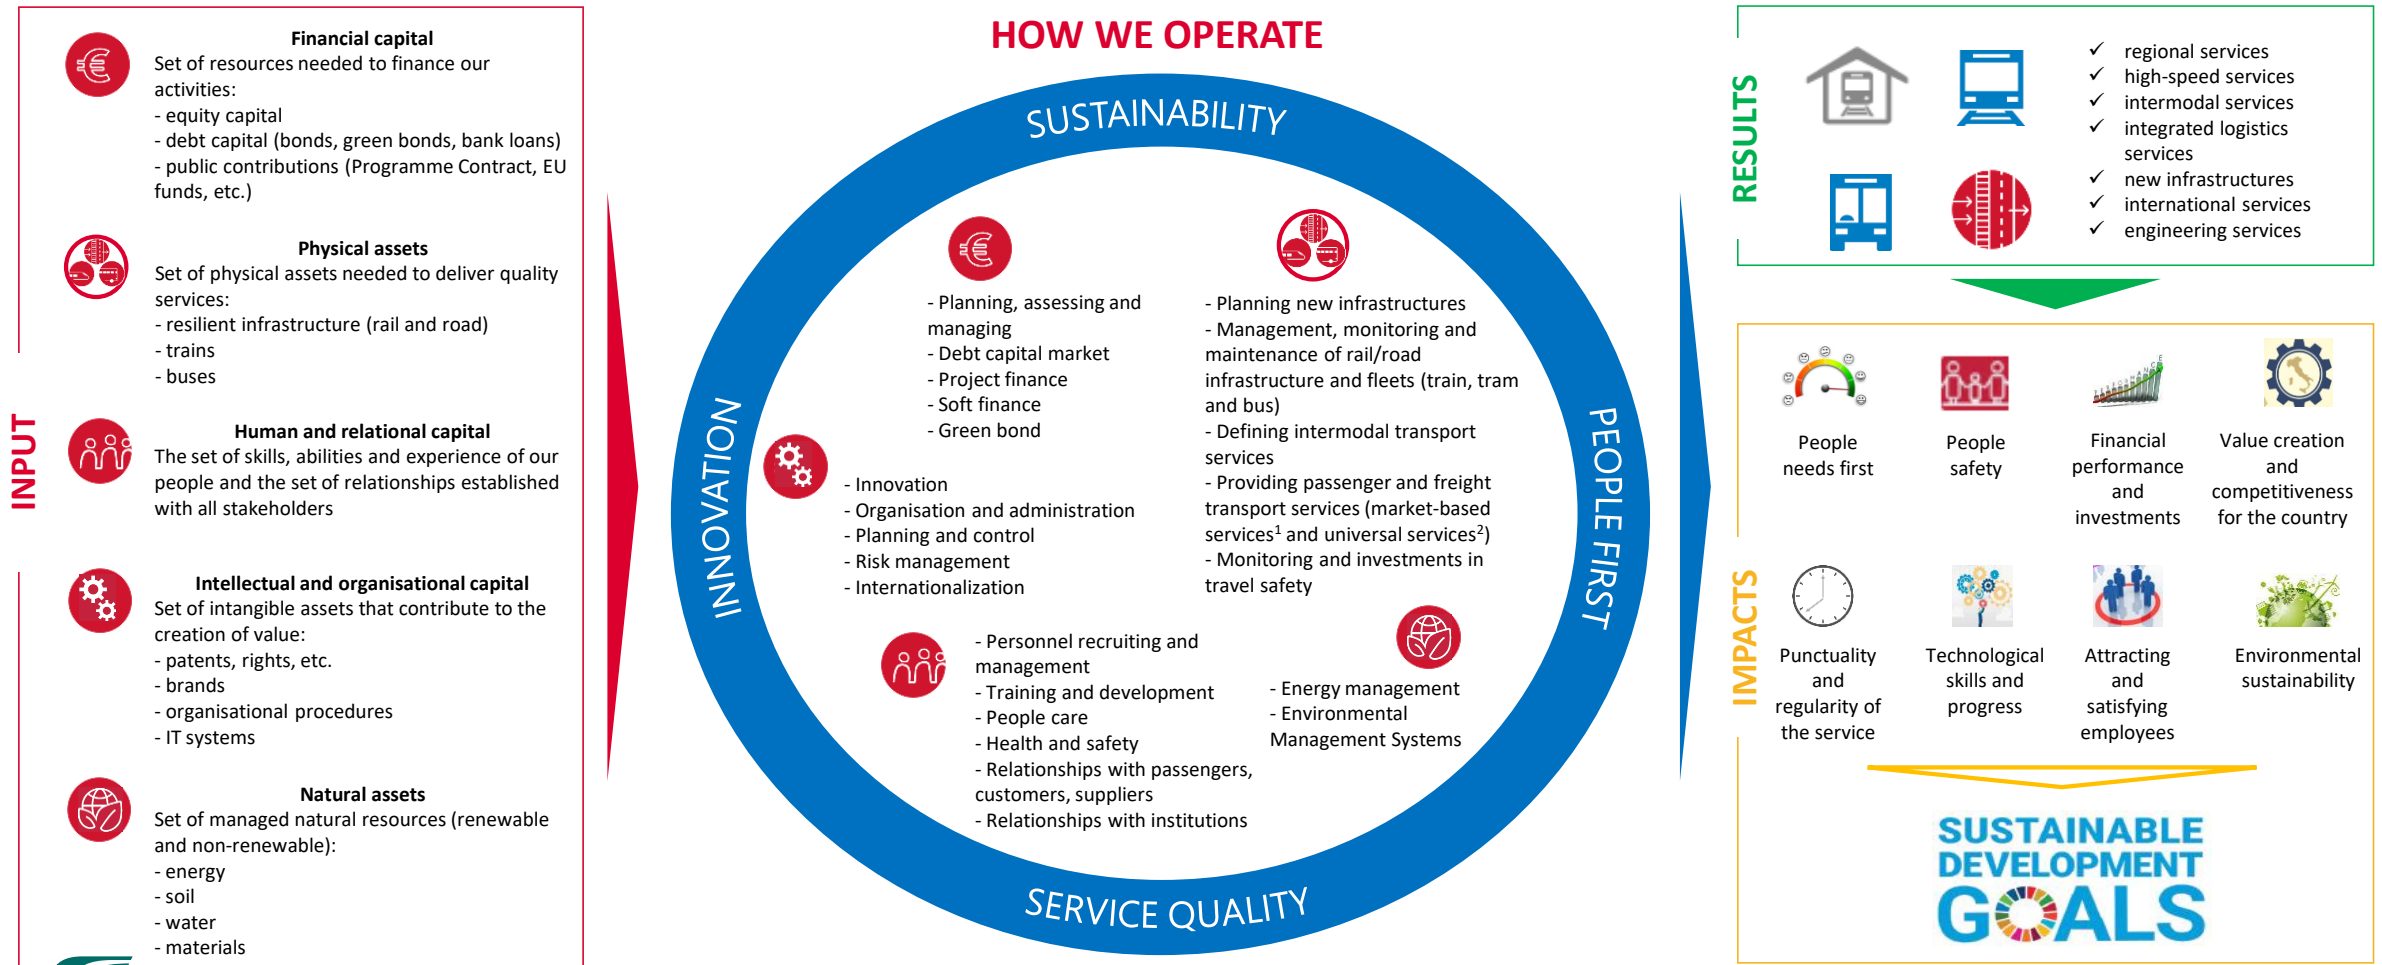 INPUT
Financial capital
Set of resources needed to finance our
activities:
- equity capital
- debt capital (bonds, green bonds, bank loans)
- public contributions (Programme Contract, EU
funds, etc.)
Physical assets
Set of physical assets needed to deliver quality
services:
- resilient infrastructure (rail and road)
- trains
- buses
Human and relational capital
The set of skills, abilities and experience of our
people and the set of relationships established
with all stakeholders
Intellectual and organisational capital
Set of intangible assets that contribute to the
creation of value:
- patents, rights, etc.
- brands
- organisational procedures
- IT systems
Natural assets
Set of managed natural resources (renewable
and non-renewable):
- energy
- soil
- water
- materials
HOW WE OPERATE
SUSTAINABILITY
INNOVATION
PEOPLE FIRST
SERVICE QUALITY
- Planning, assessing and
managing
- Debt capital market
- Project finance
- Soft finance
- Green bond
- Planning new infrastructures
- Management, monitoring and
maintenance of rail/road
infrastructure and fleets (train, tram
and bus)
- Defining intermodal transport
services
- Providing passenger and freight
transport services (market-based
services¹ and universal services²)
- Monitoring and investments in
travel safety
- Innovation
- Organisation and administration
- Planning and control
- Risk management
- Internationalization
- Personnel recruiting and
management
- Training and development
- People care
- Health and safety
- Relationships with passengers,
customers, suppliers
- Relationships with institutions
- Energy management
- Environmental
Management Systems
RESULTS
✓ regional services
✓ high-speed services
✓ intermodal services
✓ integrated logistics
services
✓ new infrastructures
✓ international services
✓ engineering services
IMPACTS
People
needs first
People
safety
Financial
performance
and
investments
Value creation
and
competitiveness
for the country
Punctuality
and
regularity of
the service
Technological
skills and
progress
Attracting
and
satisfying
employees
Environmental
sustainability
SUSTAINABLE
DEVELOPMENT
GOALS